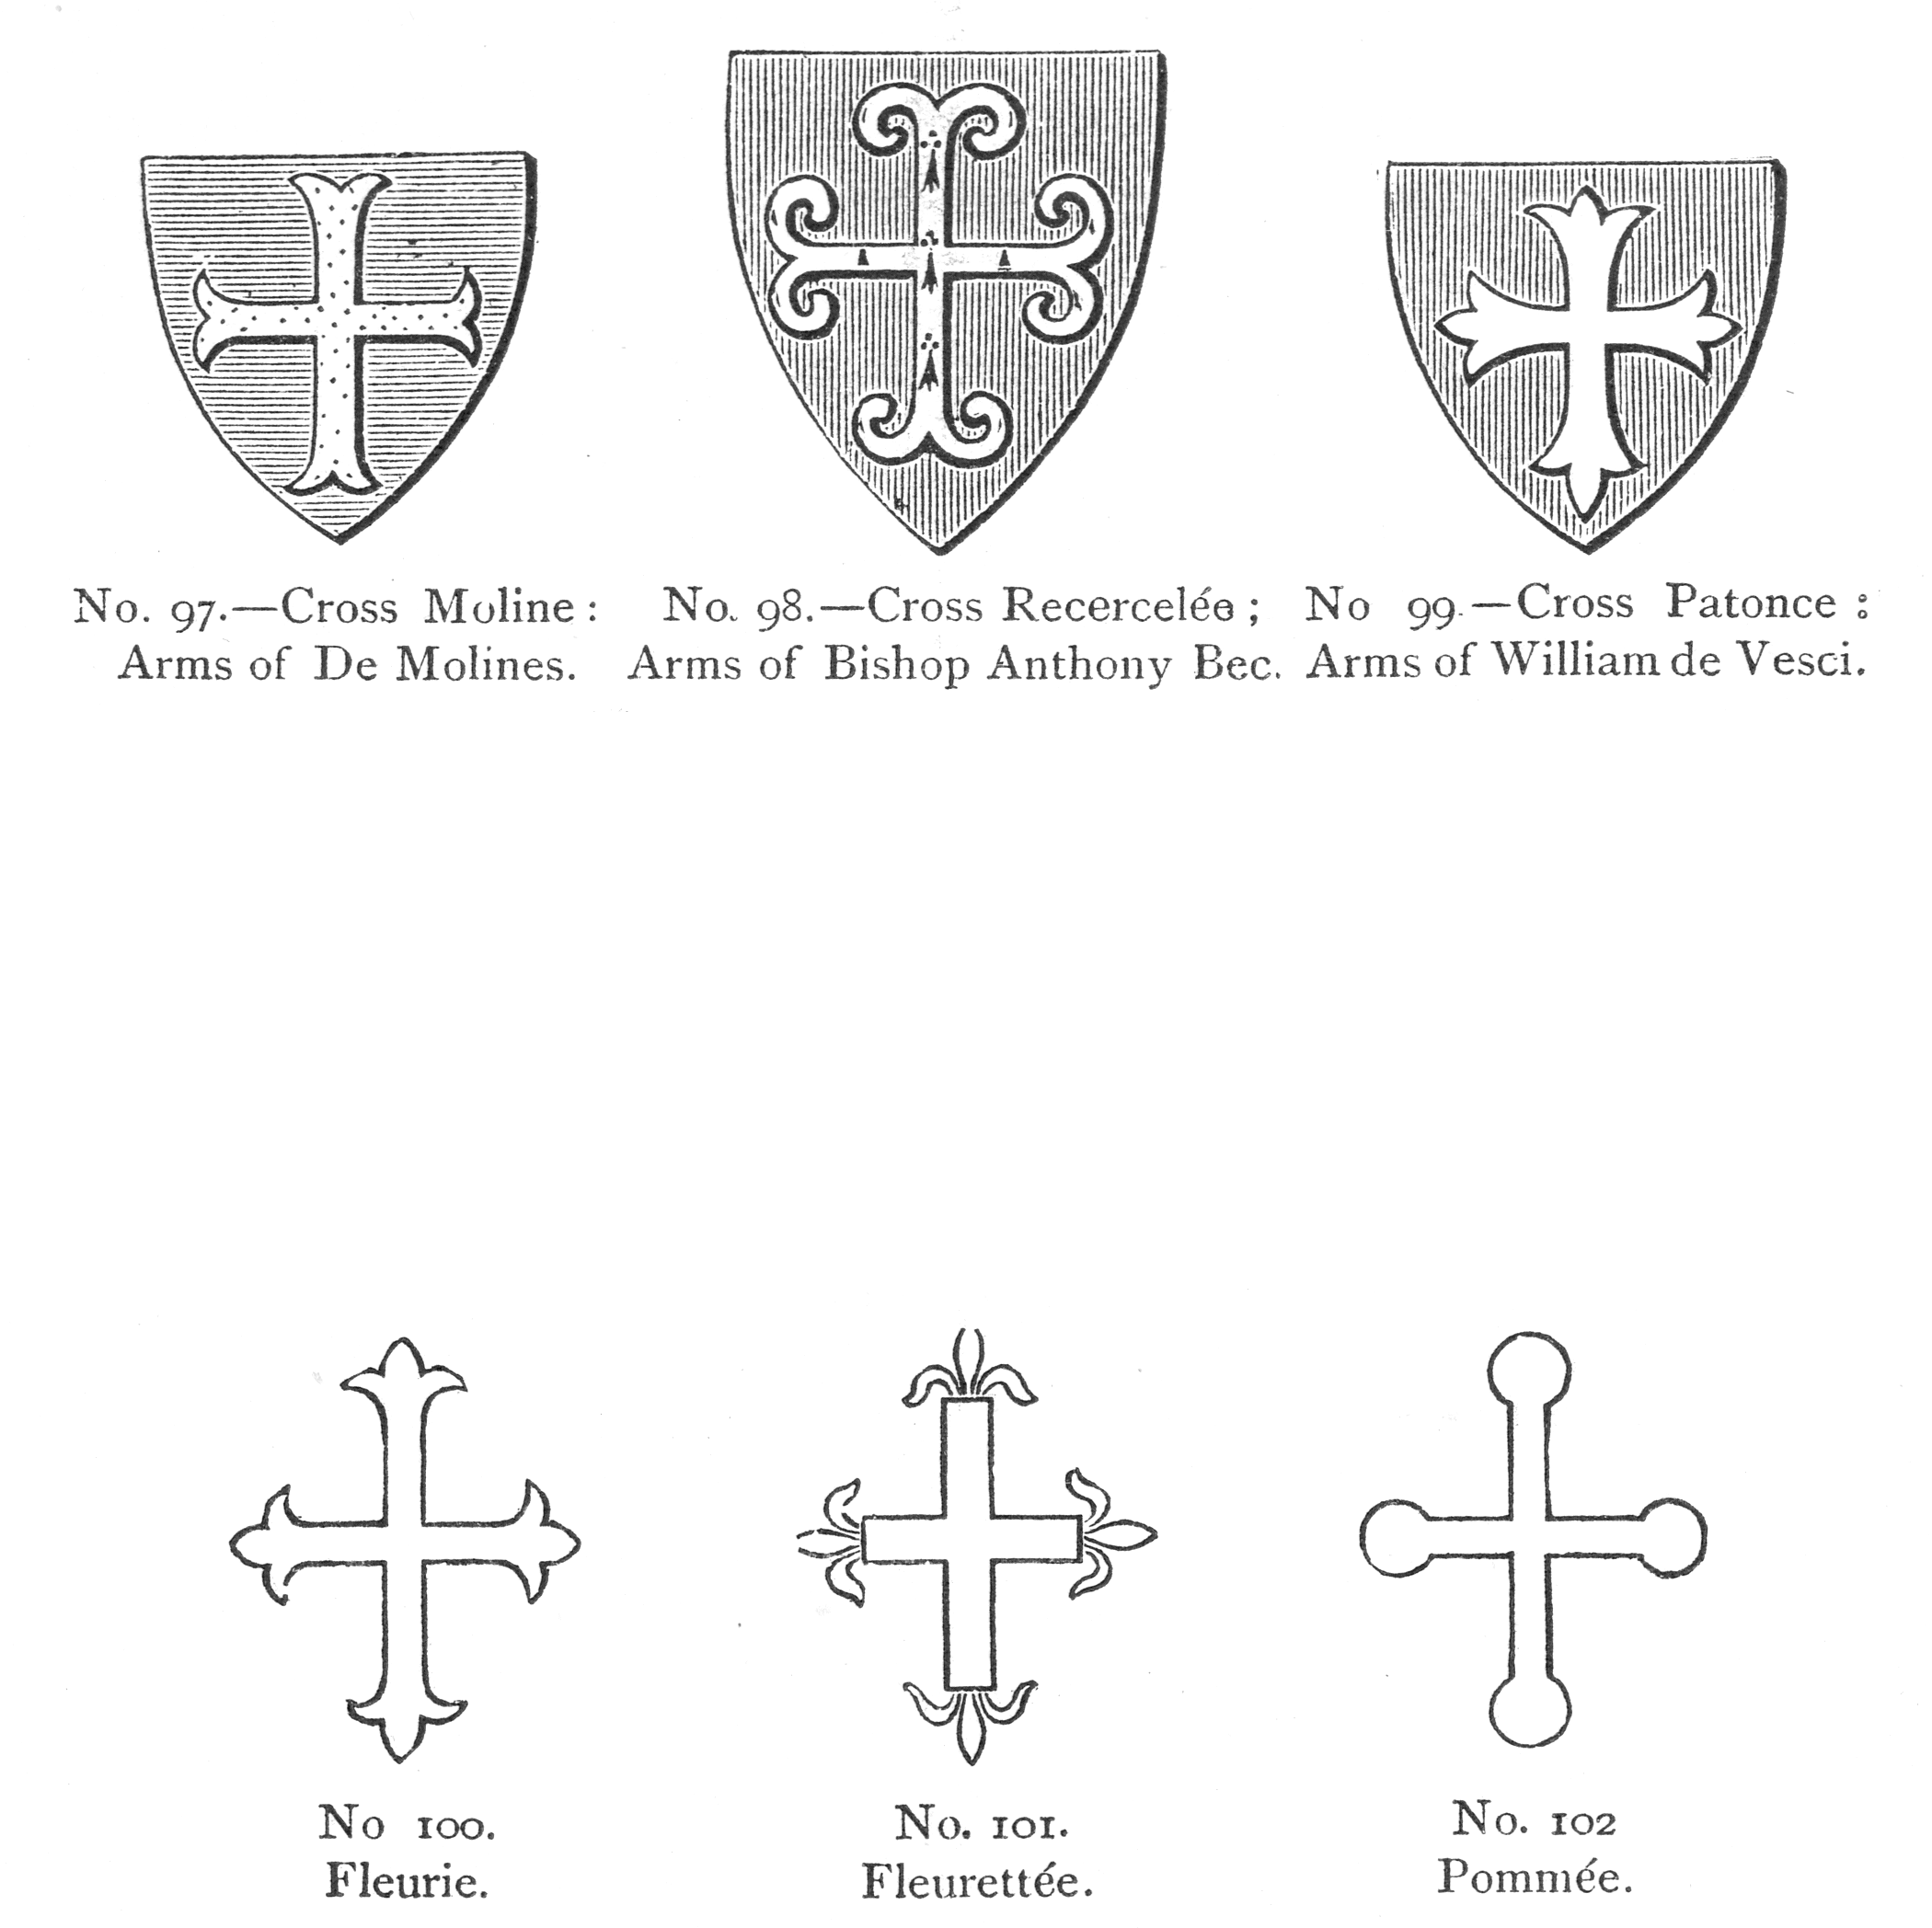 No. 97.—Cross Moline:
Arms of De Molines.
No. 98.—Cross Recercelée;
Arms of Bishop Anthony Bec.
No 99.—Cross Patonce:
Arms of William de Vesci.
No 100.
Fleurie.
No. 101.
Fleurettée.
No. 102
Pommée.